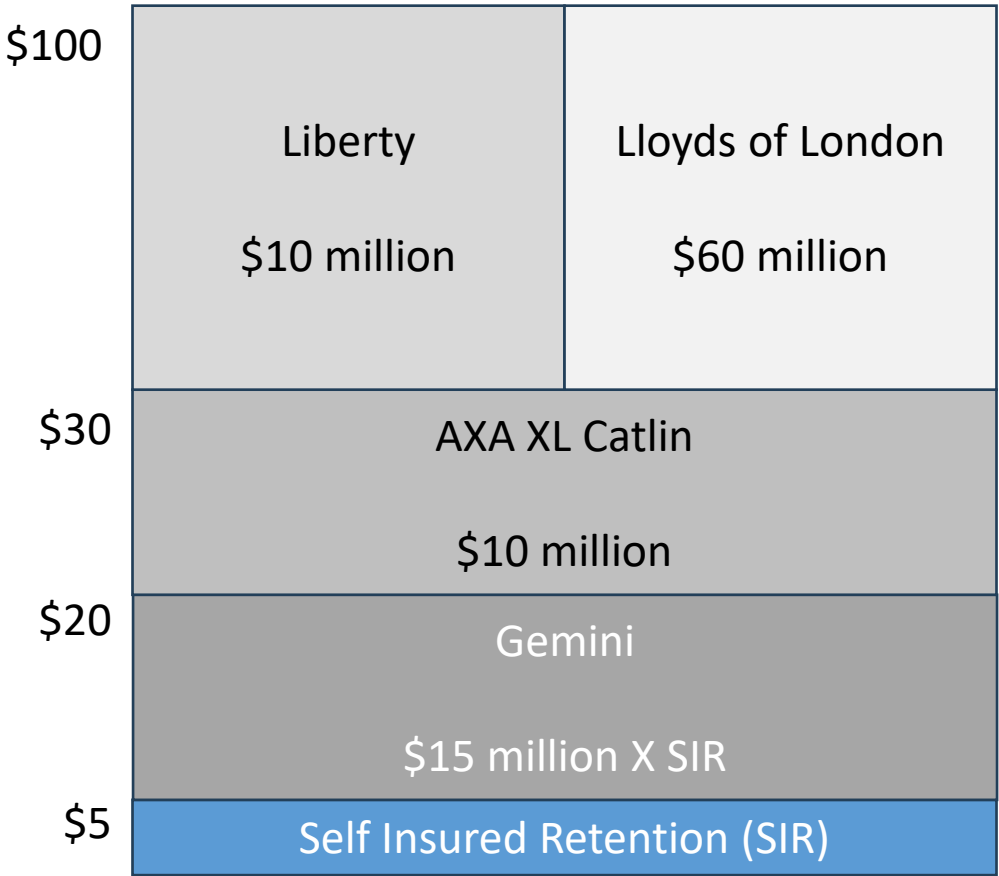 $100
Liberty
$10 million
Lloyds of London
$60 million
$30
AXA XL Catlin
$10 million
$20
Gemini
$15 million X SIR
$5
Self Insured Retention (SIR)